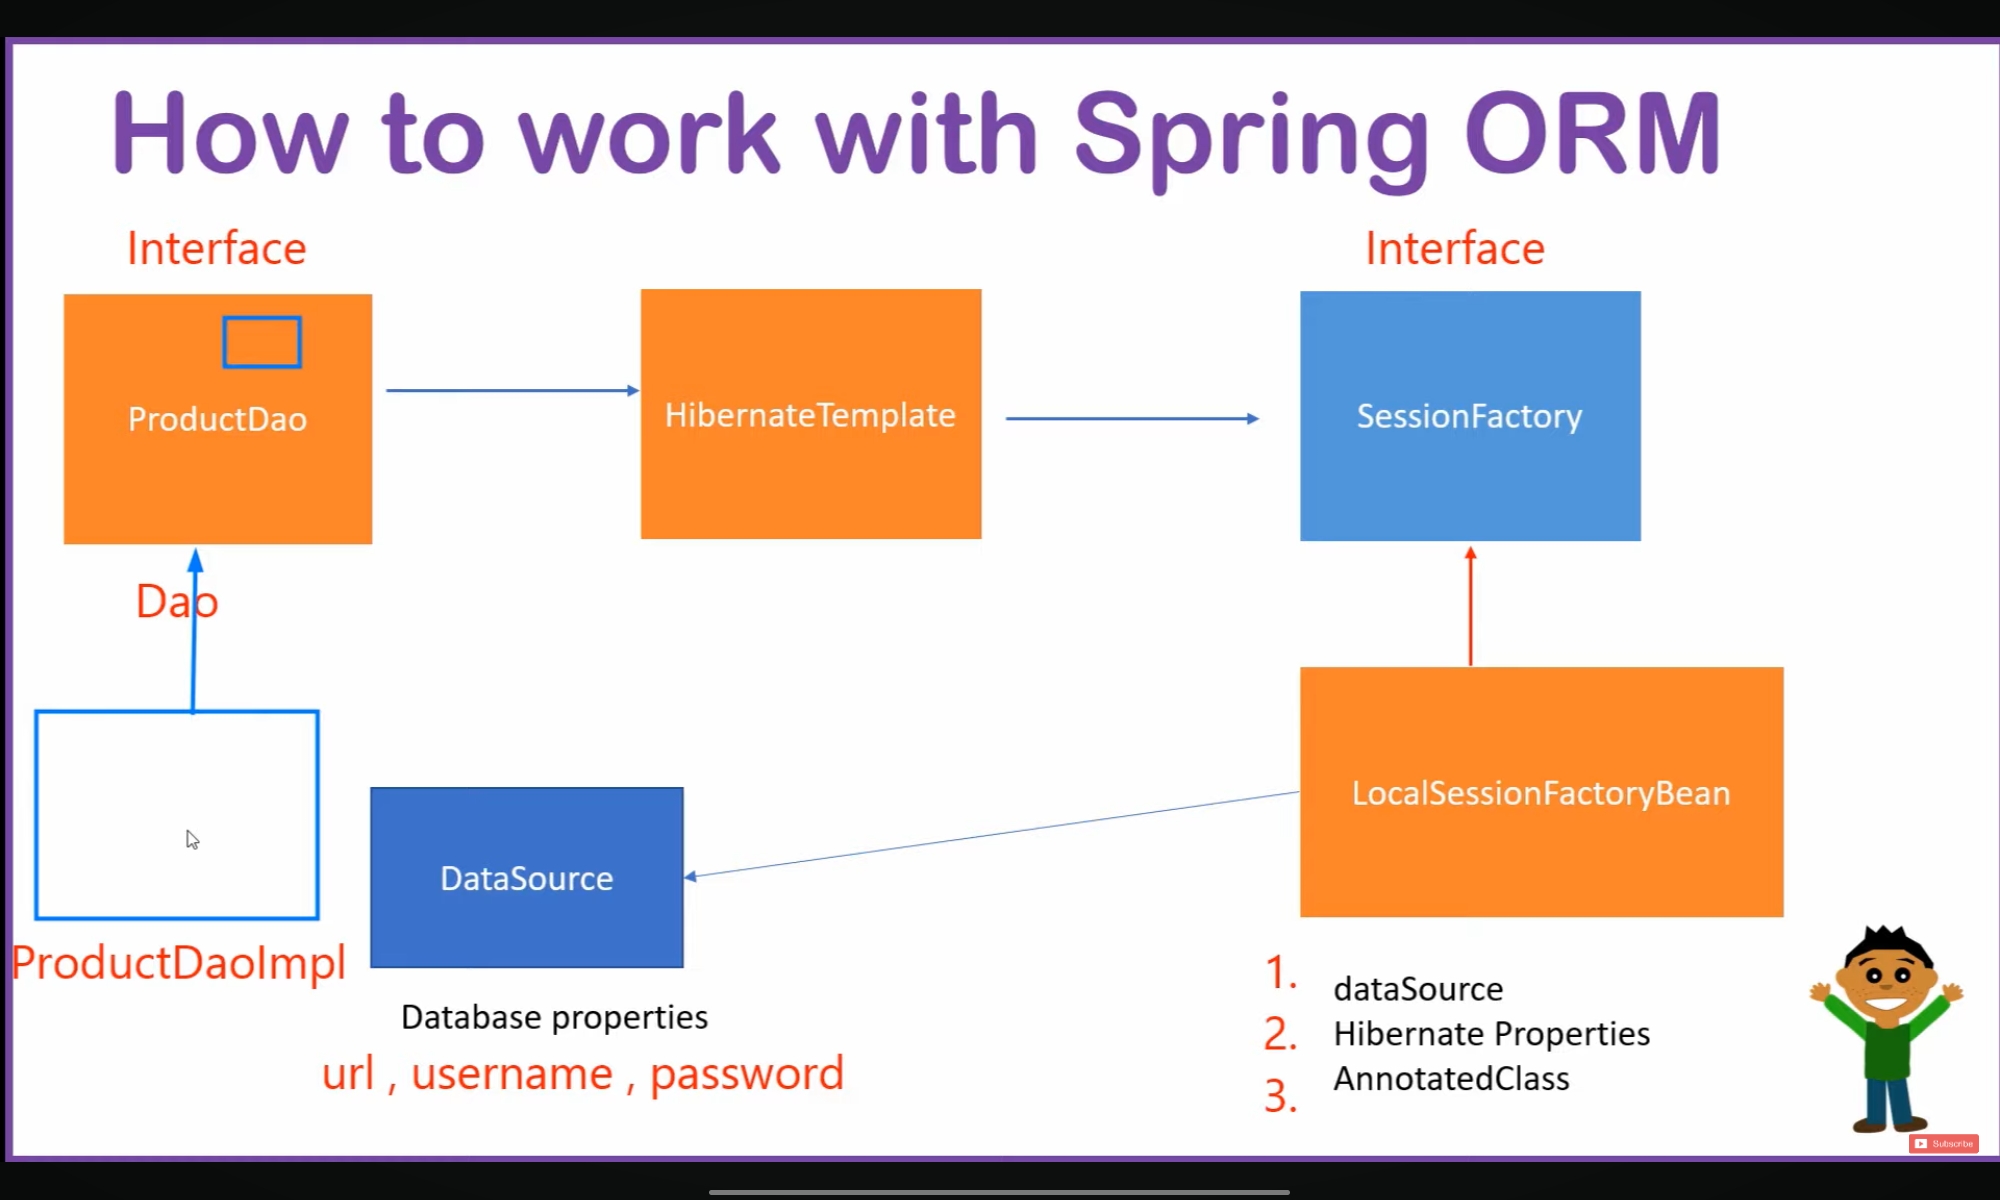 How to work with Spring ORM
Interface
Interface
ProductDao
HibernateTemplate
SessionFactory
Dao
LocalSessionFactoryBean
DataSource
ProductDaoImpl
Database properties
url , username , password
1. dataSource
2. Hibernate Properties
3. AnnotatedClass
Subscribe